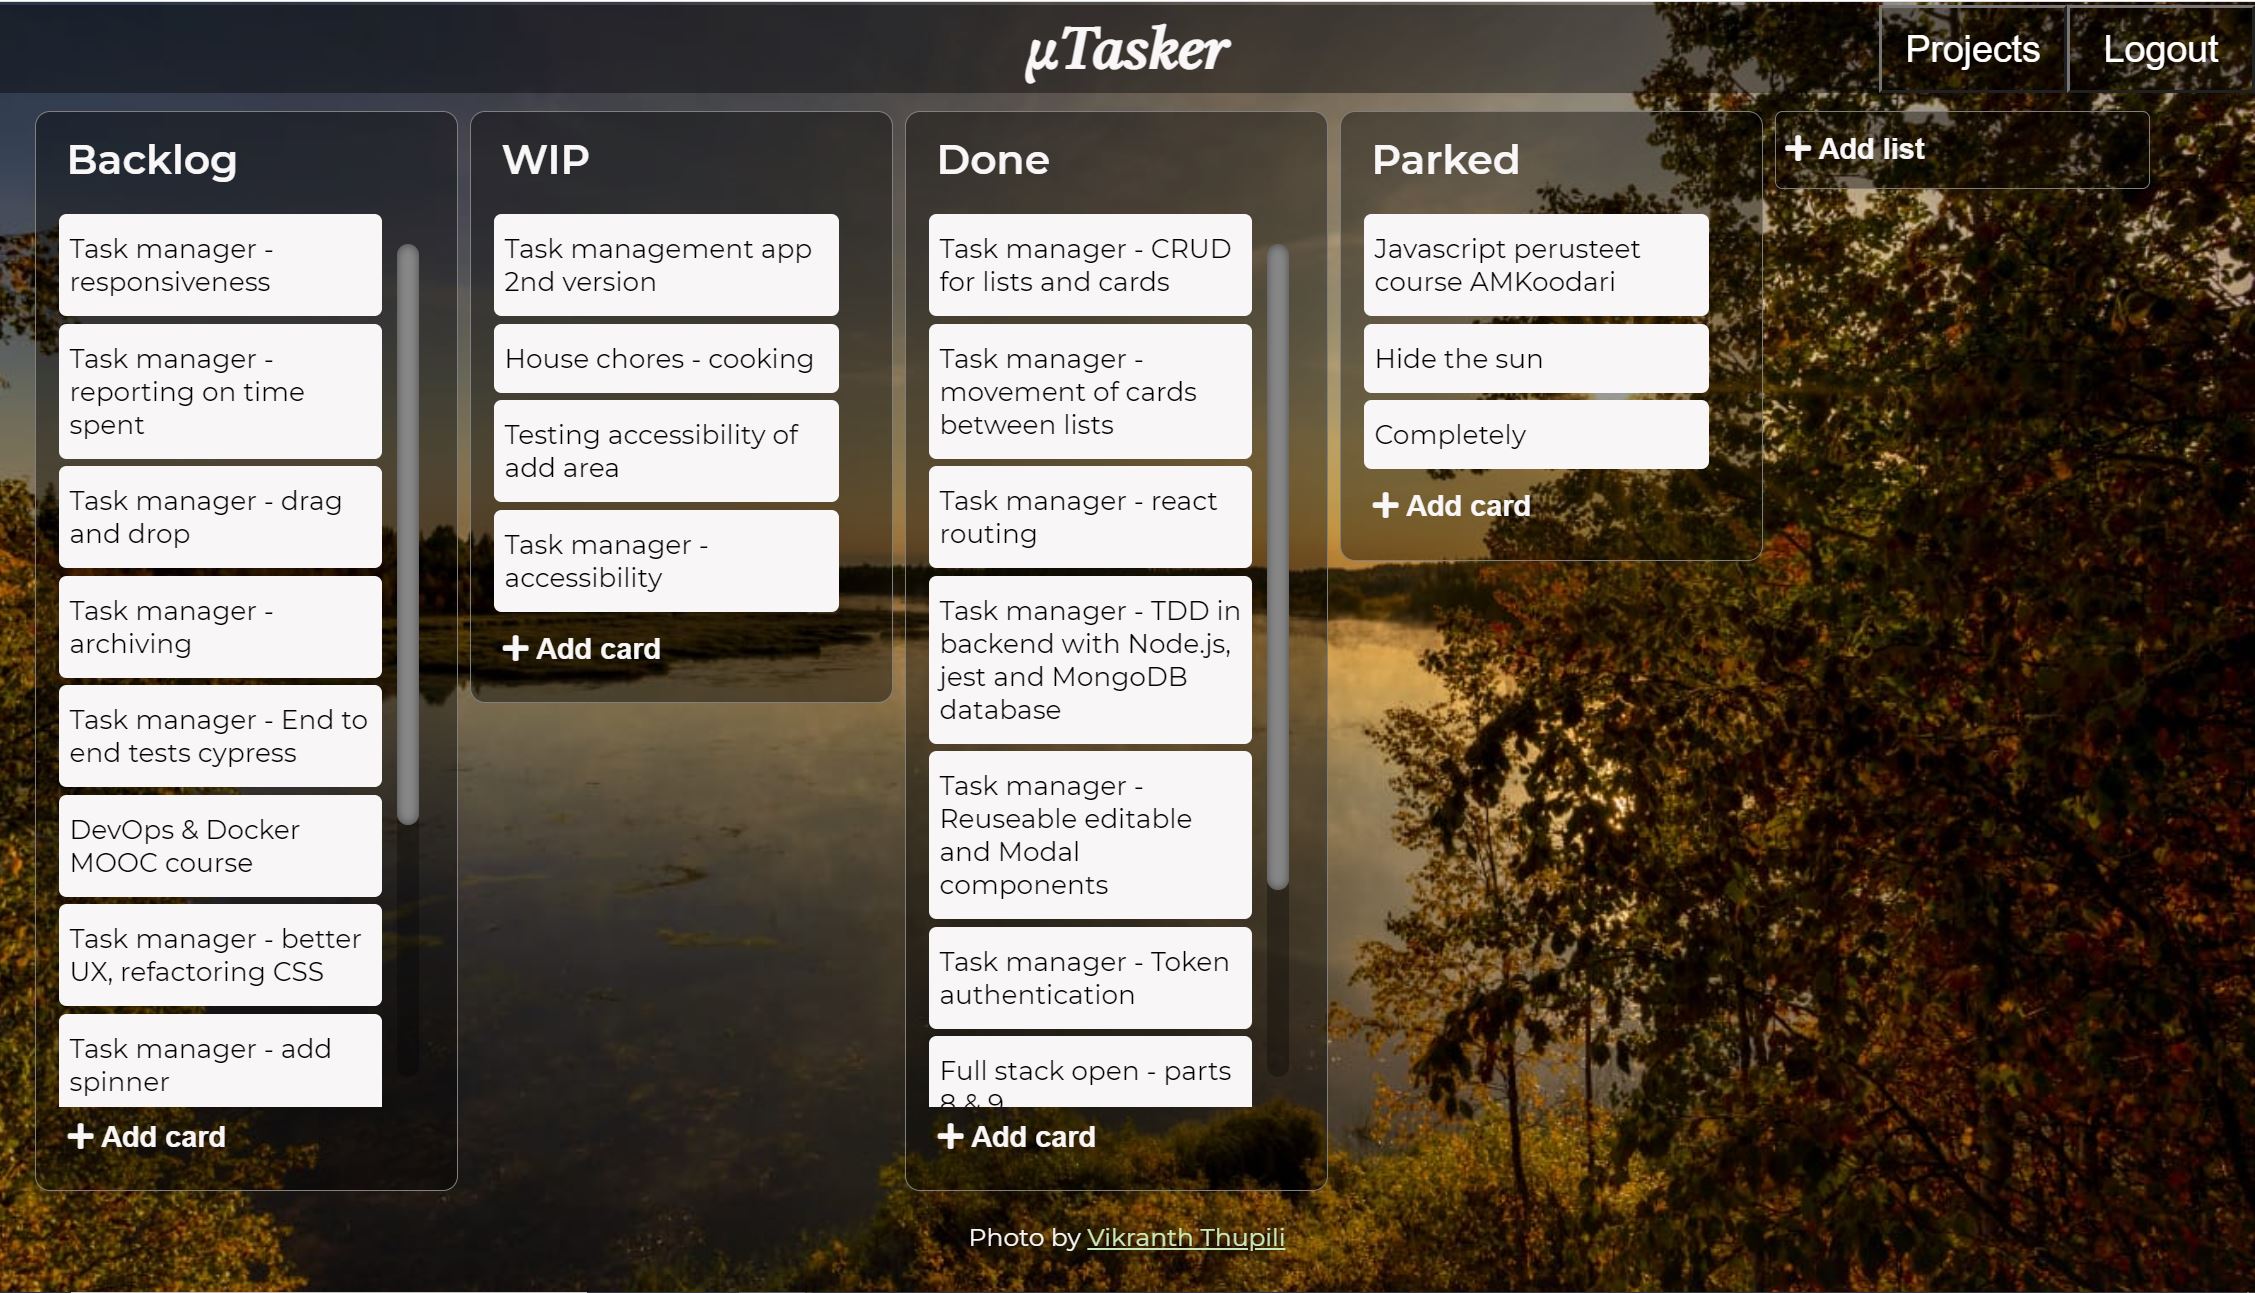 µTasker
Projects
Logout
Backlog
Task manager -
responsiveness
Task manager -
reporting on time
spent
Task manager - drag
and drop
Task manager -
archiving
Task manager - End to
end tests cypress
DevOps & Docker
MOOC course
Task manager - better
UX, refactoring CSS
Task manager - add
spinner
Add card
WIP
Task management app
2nd version
House chores - cooking
Testing accessibility of
add area
Task manager -
accessibility
Add card
Done
Task manager - CRUD
for lists and cards
Task manager -
movement of cards
between lists
Task manager - react
routing
Task manager - TDD in
backend with Node.js,
jest and MongoDB
database
Task manager -
Reuseable editable
and Modal
components
Task manager - Token
authentication
Full stack open - parts
8 & 9
Add card
Parked
Javascript perusteet
course AMKoodari
Hide the sun
Completely
Add card
Add list
Photo by Vikranth Thupili